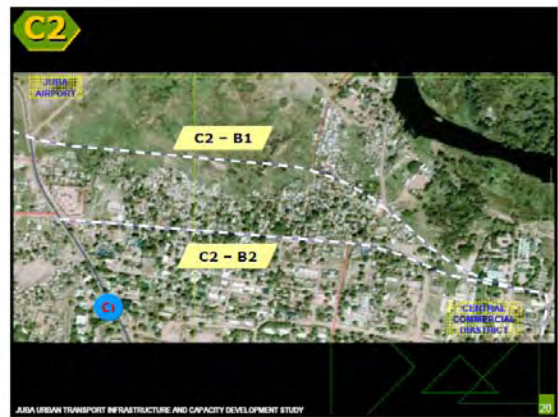 C2
JUBA
AIRPORT
C2 – B1
C2 – B2
C1
CENTRAL
COMMERCIAL
DIASTRICT
JUBA URBAN TRANSPORT INFRASTRUCTURE AND CAPACITY DEVELOPMENT STUDY
20